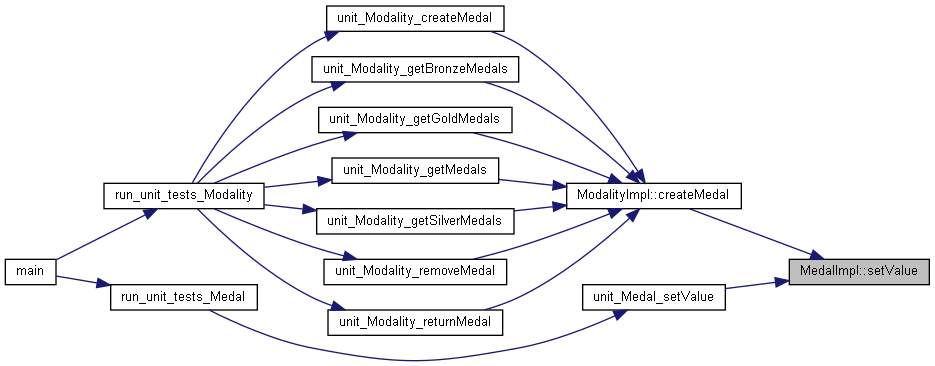 unit_Modality_createMedal
unit_Modality_getBronzeMedals
unit_Modality_getGoldMedals
unit_Modality_getMedals
run_unit_tests_Modality
ModalityImpl::createMedal
unit_Modality_getSilverMedals
main
unit_Modality_removeMedal
MedalImpl::setValue
run_unit_tests_Medal
unit_Medal_setValue
unit_Modality_returnMedal